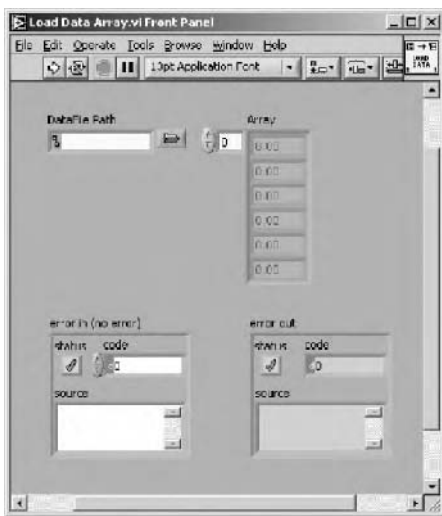 Load Data Array.vi Front Panel
File Edit Operate Tools Browse Window Help
13pt Application Font
LOAD
DATA
DataFile Path
Array
0
0.00
0.00
0.00
0.00
0.00
0.00
error in (no error)
status code
0
source
error out
status code
0
source